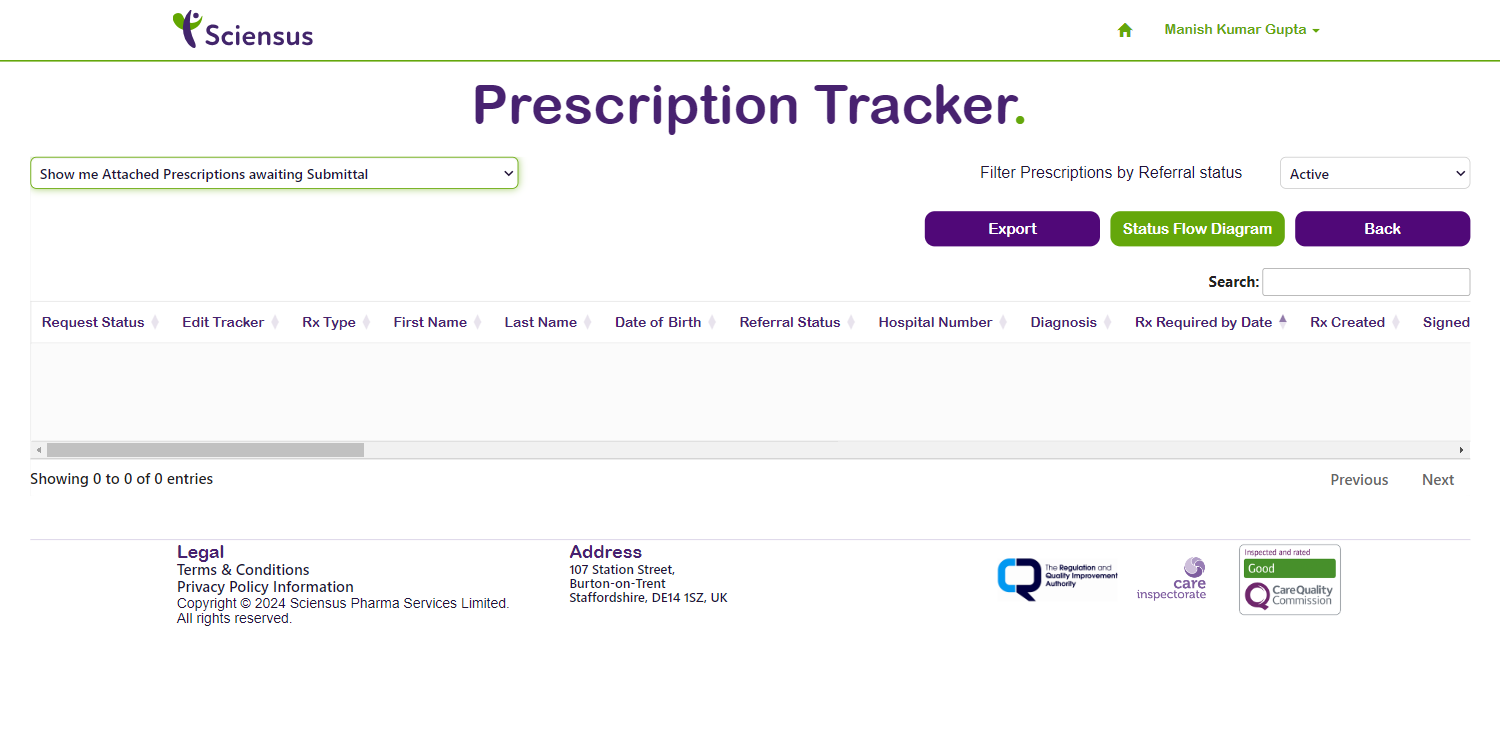 Sciensus
Manish Kumar Gupta
Prescription Tracker.
Show me Attached Prescriptions awaiting Submittal
Filter Prescriptions by Referral status
Active
Export
Status Flow Diagram
Back
Search:
Request Status Edit Tracker Rx Type First Name Last Name Date of Birth Referral Status Hospital Number Diagnosis Rx Required by Date Rx Created Signed
Showing 0 to 0 of 0 entries
Previous Next
Legal
Terms & Conditions
Privacy Policy Information
Copyright © 2024 Sciensus Pharma Services Limited.
All rights reserved.
Address
107 Station Street,
Burton-on-Trent
Staffordshire, DE14 1SZ, UK
The Regulation and
Quality Improvement
Authority
care
inspectorate
Inspected and rated
Good
CareQuality
Commission